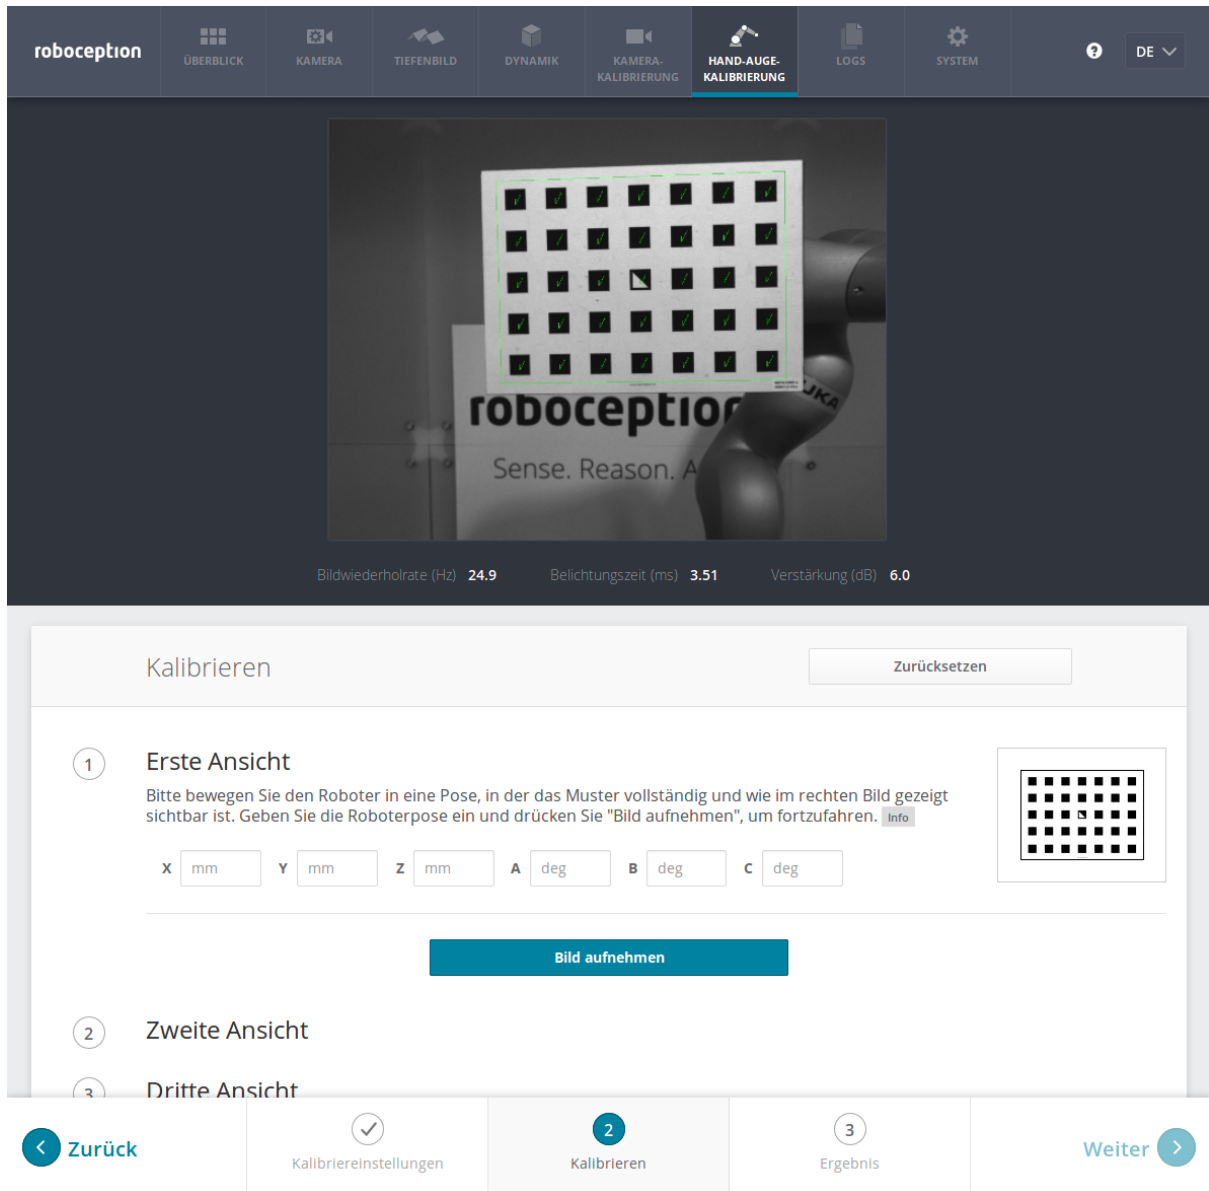 roboception
ÜBERBLICK
KAMERA
TIEFENBILD
DYNAMIK
KAMERA-
KALIBRIERUNG
HAND-AUGE-
KALIBRIERUNG
LOGS
SYSTEM
?
DE
KUKA
roboception
Sense. Reason. A
Bildwiederholrate (Hz) 24.9 Belichtungszeit (ms) 3.51 Verstärkung (dB) 6.0
Kalibrieren
Zurücksetzen
1 Erste Ansicht
Bitte bewegen Sie den Roboter in eine Pose, in der das Muster vollständig und wie im rechten Bild gezeigt
sichtbar ist. Geben Sie die Roboterpose ein und drücken Sie "Bild aufnehmen", um fortzufahren. Info
X mm Y mm Z mm A deg B deg C deg
Bild aufnehmen
2 Zweite Ansicht
3 Dritte Ansicht
Zurück
Kalibriereinstellungen
2
Kalibrieren
3
Ergebnis
Weiter